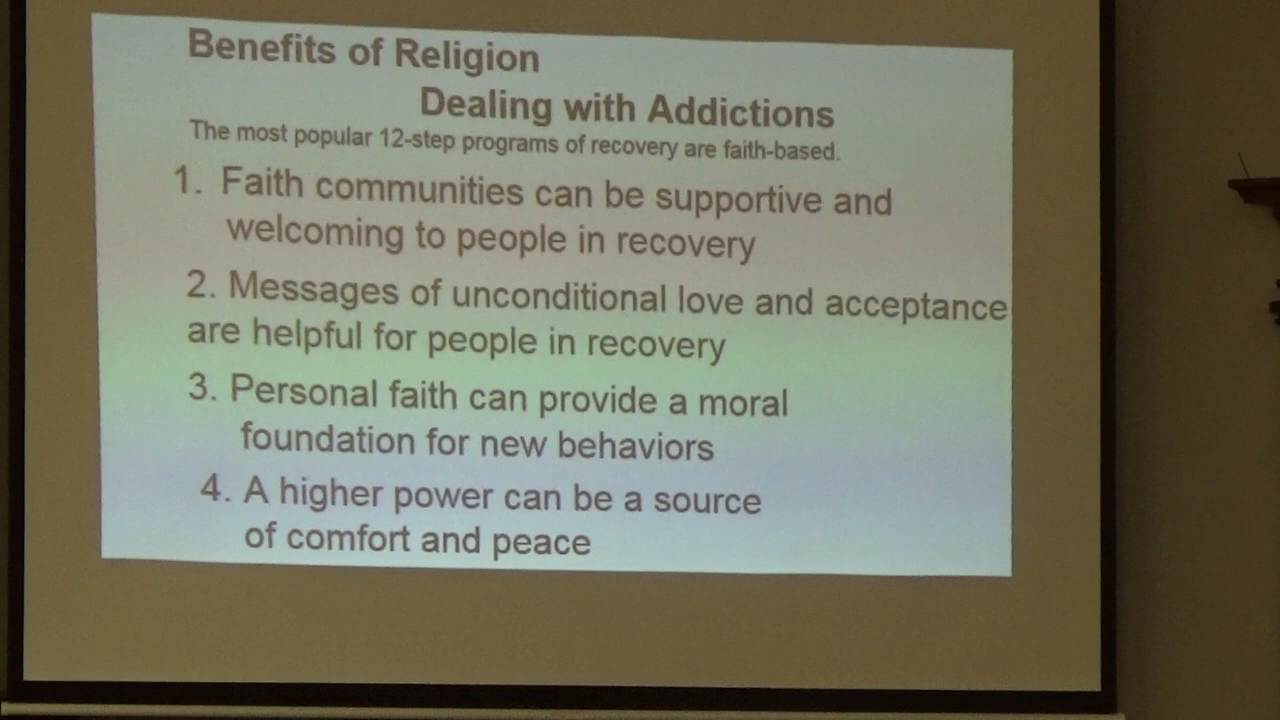 Benefits of Religion
Dealing with Addictions
The most popular 12-step programs of recovery are faith-based.
1. Faith communities can be supportive and
welcoming to people in recovery
2. Messages of unconditional love and acceptance
are helpful for people in recovery
3. Personal faith can provide a moral
foundation for new behaviors
4. A higher power can be a source
of comfort and peace